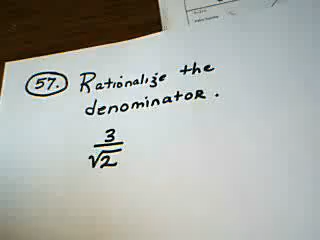 57. Rationalize the
denominator.
3
√2